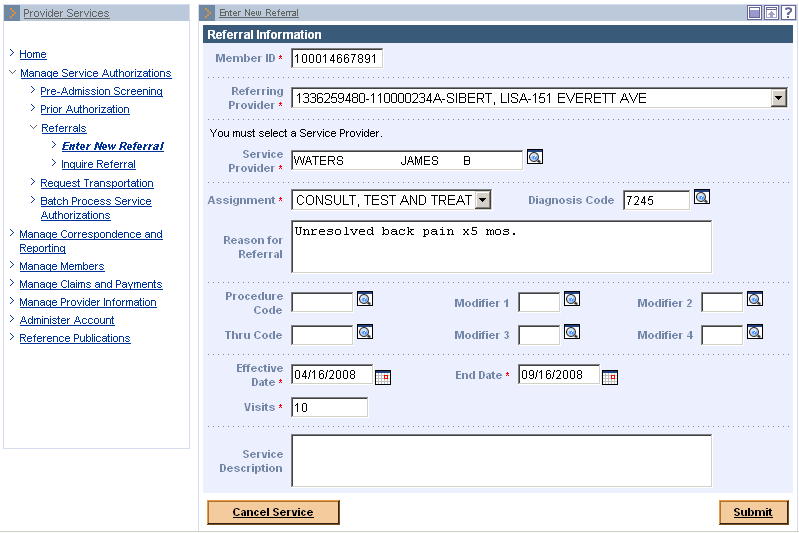 Provider Services
Home
Manage Service Authorizations
Pre-Admission Screening
Prior Authorization
Referrals
Enter New Referral
Inquire Referral
Request Transportation
Batch Process Service
Authorizations
Manage Correspondence and
Reporting
Manage Members
Manage Claims and Payments
Manage Provider Information
Administer Account
Reference Publications
Enter New Referral ?
Referral Information
Member ID * 100014667891
Referring
Provider * 1336259480-110000234A-SIBERT, LISA-151 EVERETT AVE
You must select a Service Provider.
Service
Provider * WATERS JAMES B
Assignment * CONSULT, TEST AND TREAT Diagnosis Code 7245
Reason for
Referral
Unresolved back pain x5 mos.
Procedure
Code Modifier 1 Modifier 2
Thru Code Modifier 3 Modifier 4
Effective
Date * 04/16/2008 End Date * 09/16/2008
Visits * 10
Service
Description
Cancel Service Submit